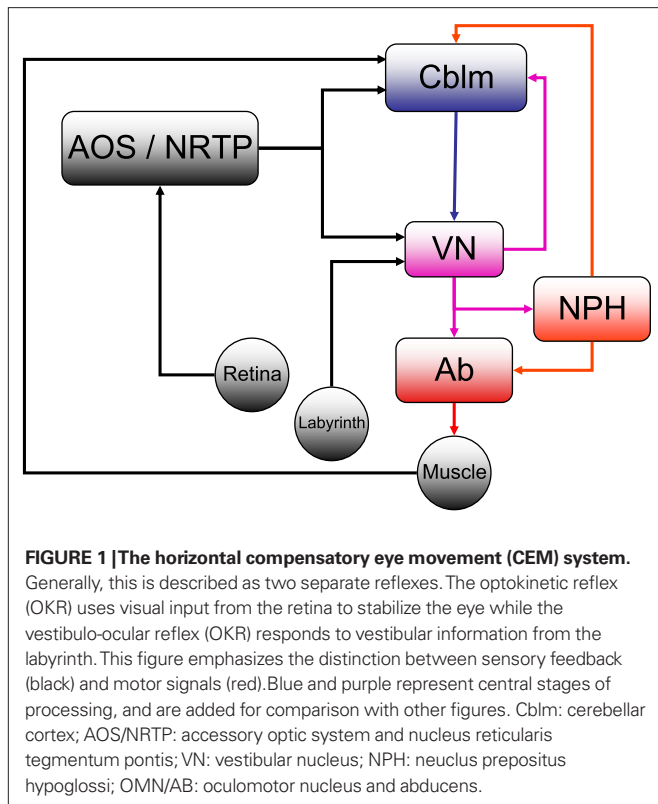 Cblm
AOS / NRTP
VN
NPH
Ab
Retina
Labyrinth
Muscle
FIGURE 1 | The horizontal compensatory eye movement (CEM) system.
Generally, this is described as two separate reflexes. The optokinetic reflex
(OKR) uses visual input from the retina to stabilize the eye while the
vestibulo-ocular reflex (OKR) responds to vestibular information from the
labyrinth. This figure emphasizes the distinction between sensory feedback
(black) and motor signals (red).Blue and purple represent central stages of
processing, and are added for comparison with other figures. Cblm: cerebellar
cortex; AOS/NRTP: accessory optic system and nucleus reticularis
tegmentum pontis; VN: vestibular nucleus; NPH: neuclus prepositus
hypoglossi; OMN/AB: oculomotor nucleus and abducens.